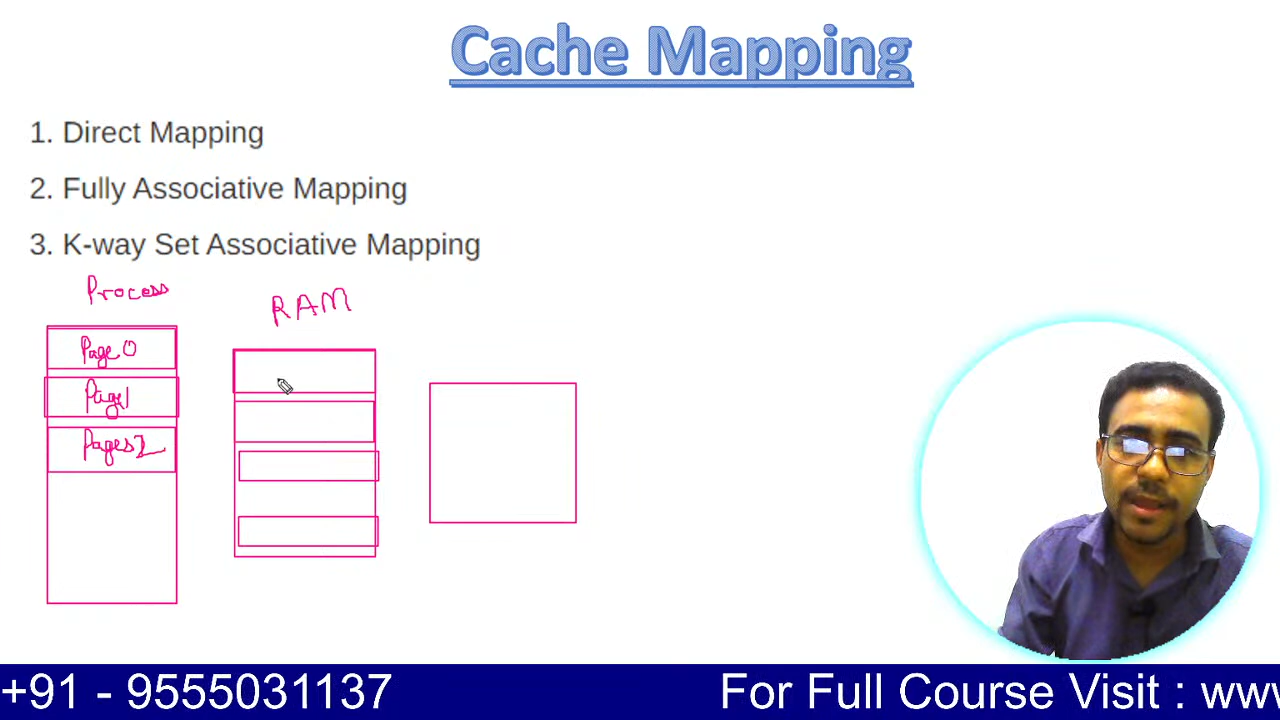 Cache Mapping
1. Direct Mapping
2. Fully Associative Mapping
3. K-way Set Associative Mapping
Process
RAM
Page 0
Page1
Pages2
+91 - 9555031137
For Full Course Visit : www